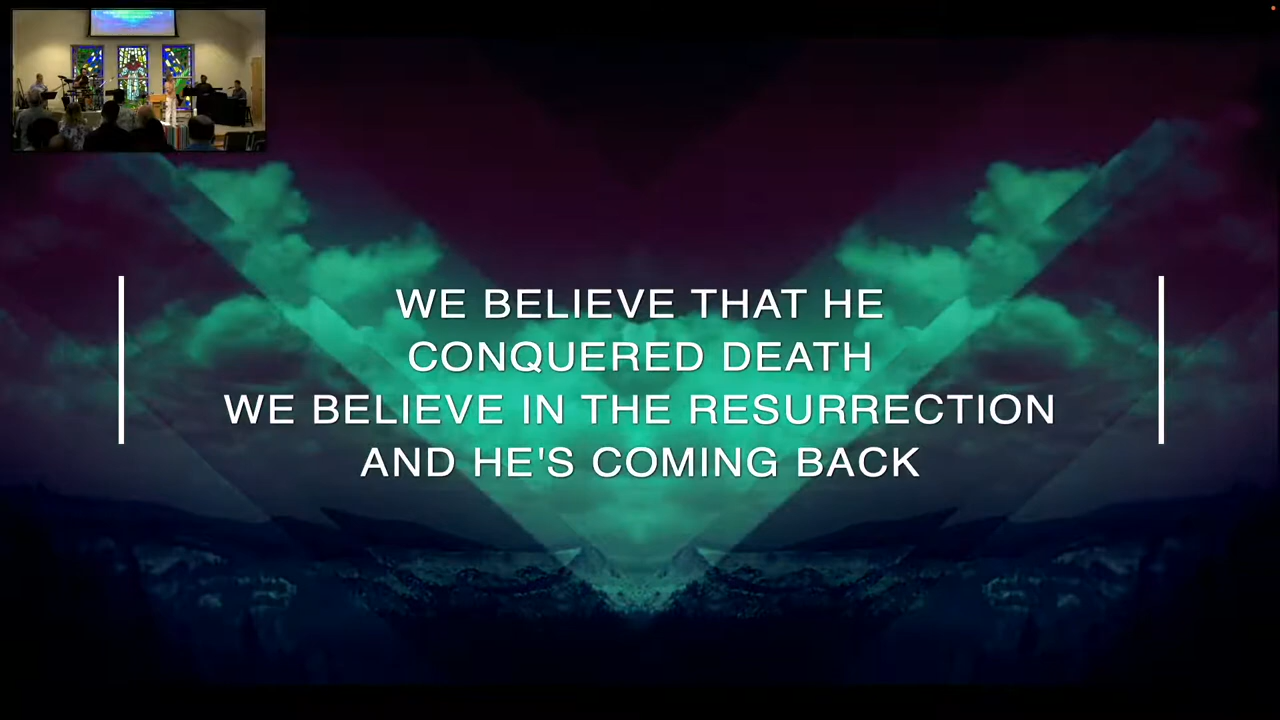 WE BELIEVE THAT HE
CONQUERED DEATH
WE BELIEVE IN THE RESURRECTION
AND HE'S COMING BACK